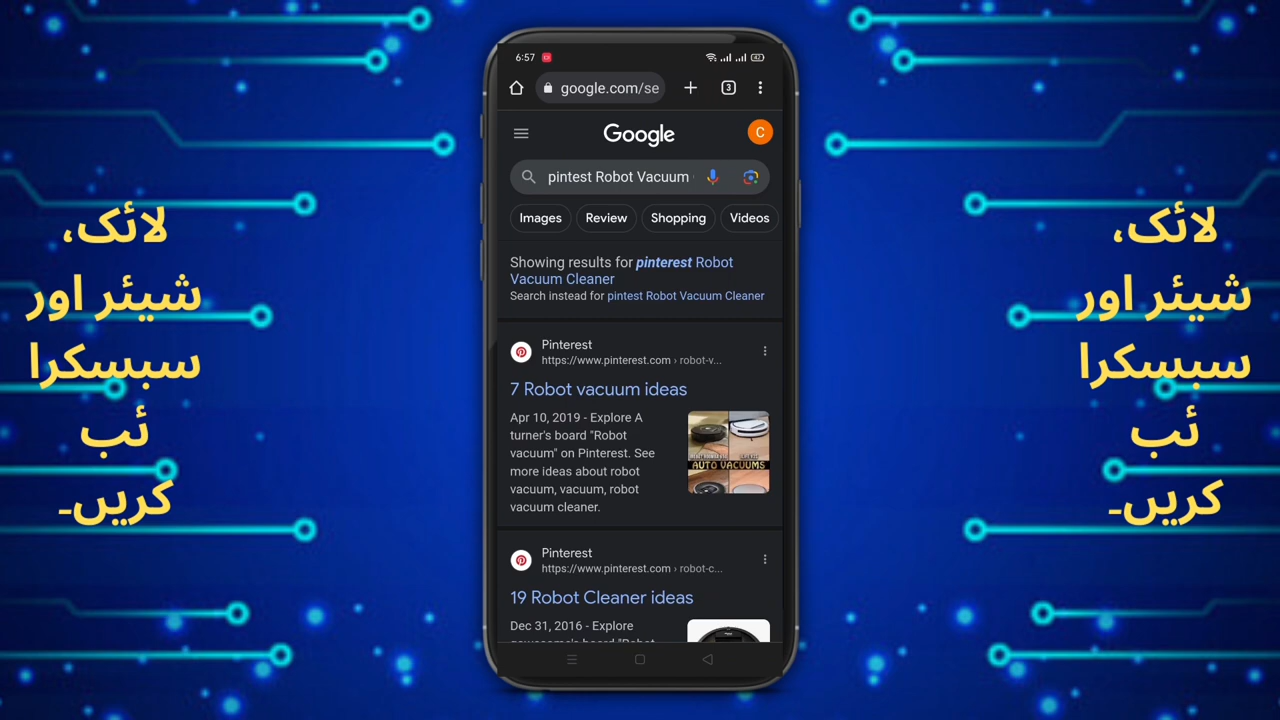 لائک،
شیئر اور
سبسکرا
ئب
کریں۔
6:57
google.com/se
3
Google
C
pintest Robot Vacuum
Images
Review
Shopping
Videos
Showing results for pinterest Robot
Vacuum Cleaner
Search instead for pintest Robot Vacuum Cleaner
Pinterest
https://www.pinterest.com › robot-v...
7 Robot vacuum ideas
Apr 10, 2019 - Explore A
turner's board "Robot
vacuum" on Pinterest. See
more ideas about robot
vacuum, vacuum, robot
vacuum cleaner.
AUTO VACUUMS
Pinterest
https://www.pinterest.com › robot-c...
19 Robot Cleaner ideas
Dec 31, 2016 - Explore
لائک،
شیئر اور
سبسکرا
ئب
کریں۔